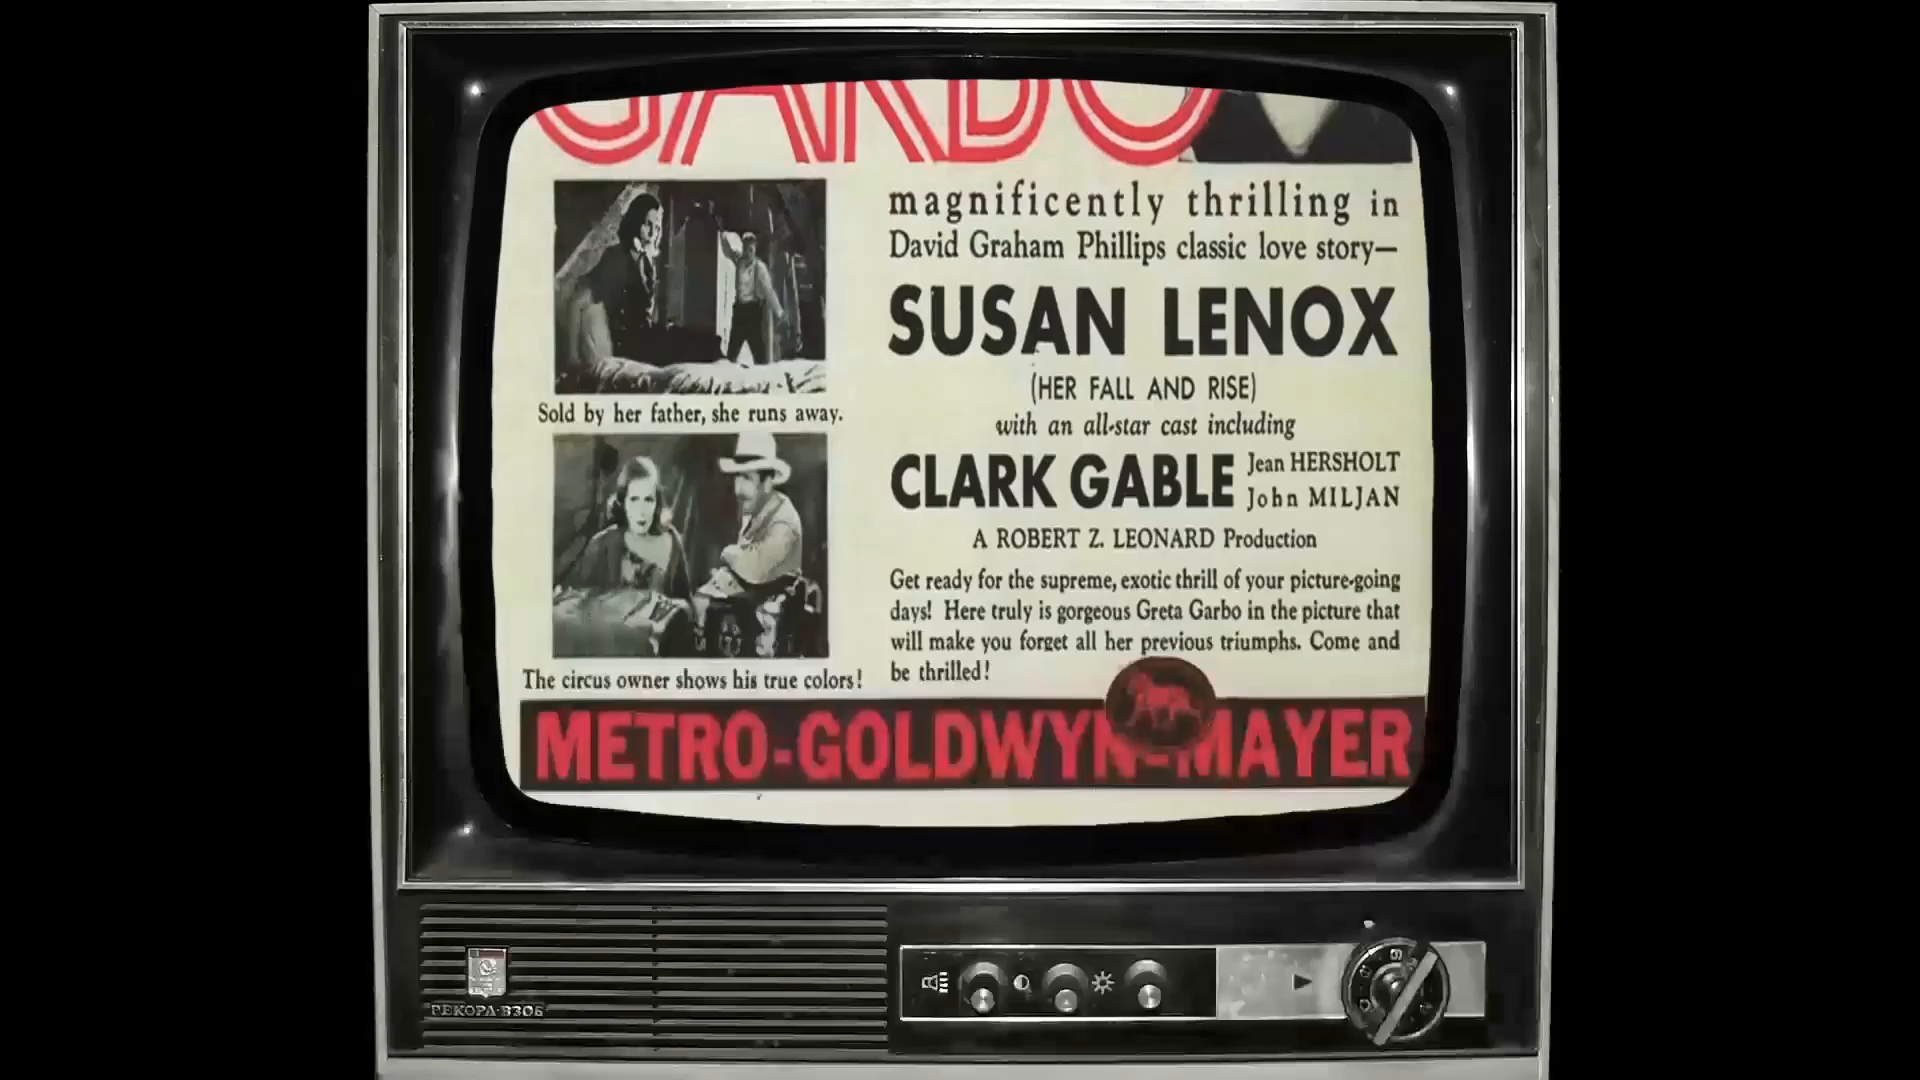 GARBO
magnificently thrilling in
David Graham Phillips classic love story—
SUSAN LENOX
(HER FALL AND RISE)
with an all-star cast including
CLARK GABLE Jean HERSHOLT
John MILJAN
A ROBERT Z. LEONARD Production
Get ready for the supreme, exotic thrill of your picture-going
days! Here truly is gorgeous Greta Garbo in the picture that
will make you forget all her previous triumphs. Come and
be thrilled!
Sold by her father, she runs away.
The circus owner shows his true colors!
METRO-GOLDWYN-MAYER
РЕКОРД-В306